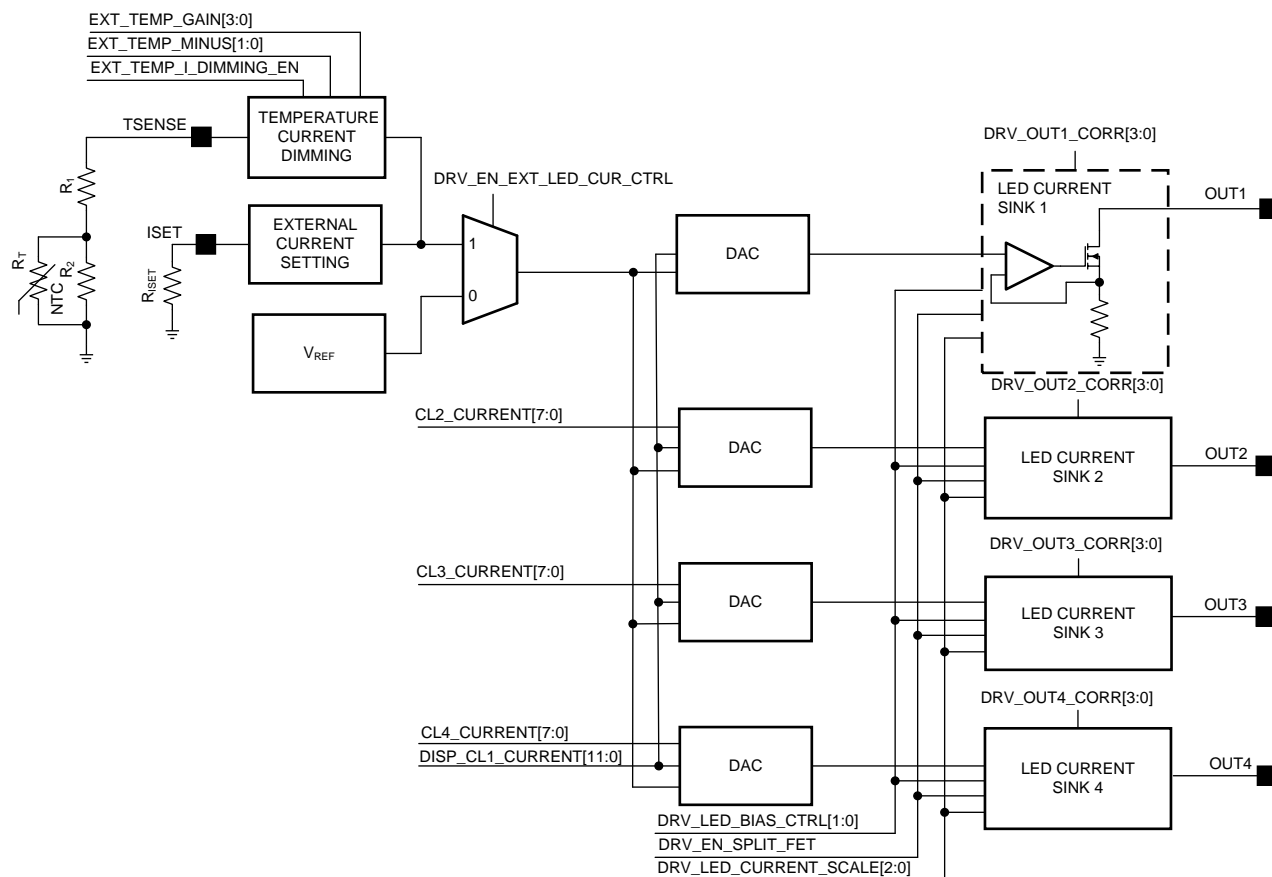 EXT_TEMP_GAIN[3:0]
EXT_TEMP_MINUS[1:0]
EXT_TEMP_I_DIMMING_EN
TSENSE
TEMPERATURE
CURRENT
DIMMING
R1
RT
NTC
R2
ISET
RISET
EXTERNAL
CURRENT
SETTING
VREF
DRV_EN_EXT_LED_CUR_CTRL
1
0
DAC
DRV_OUT1_CORR[3:0]
LED CURRENT
SINK 1
OUT1
CL2_CURRENT[7:0]
DAC
DRV_OUT2_CORR[3:0]
LED CURRENT
SINK 2
OUT2
CL3_CURRENT[7:0]
DAC
DRV_OUT3_CORR[3:0]
LED CURRENT
SINK 3
OUT3
CL4_CURRENT[7:0]
DISP_CL1_CURRENT[11:0]
DAC
DRV_OUT4_CORR[3:0]
LED CURRENT
SINK 4
OUT4
DRV_LED_BIAS_CTRL[1:0]
DRV_EN_SPLIT_FET
DRV_LED_CURRENT_SCALE[2:0]